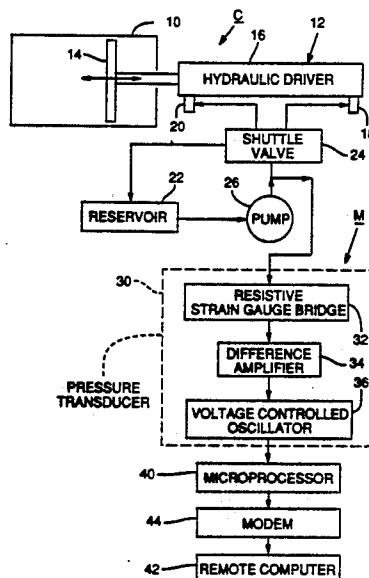 10
C
12
16
14
HYDRAULIC DRIVER
20
SHUTTLE
VALVE
24
22
26
RESERVOIR
PUMP
M
30
RESISTIVE
STRAIN GAUGE BRIDGE
32
DIFFERENCE
AMPLIFIER
34
PRESSURE
TRANSDUCER
36
VOLTAGE CONTROLLED
OSCILLATOR
40
MICROPROCESSOR
44
MODEM
42
REMOTE COMPUTER